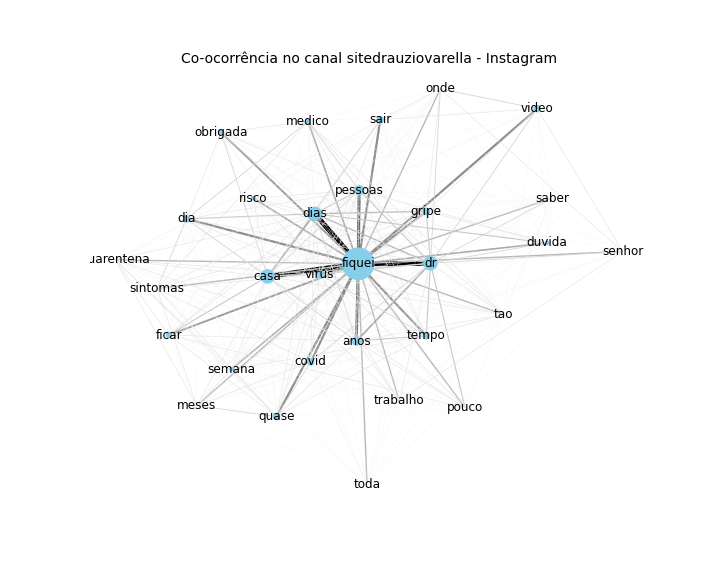 Co-ocorrência no canal sitedrauziovarella - Instagram
onde
video
sair
medico
obrigada
pessoas
risco
saber
dias
gripe
dia
duvida
senhor
uarentena
fiquei
dr
casa
virus
sintomas
tao
ficar
tempo
anos
covid
semana
trabalho
meses
pouco
quase
toda